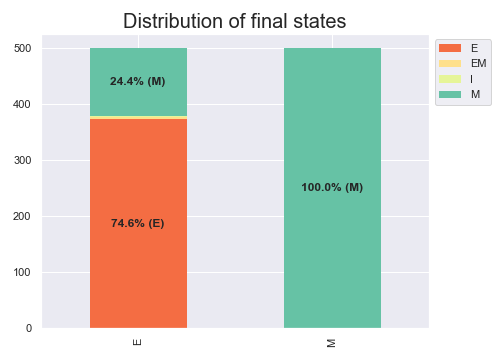 Distribution of final states
500
400
300
200
100
0
24.4% (M)
74.6% (E)
100.0% (M)
E
M
E
EM
I
M